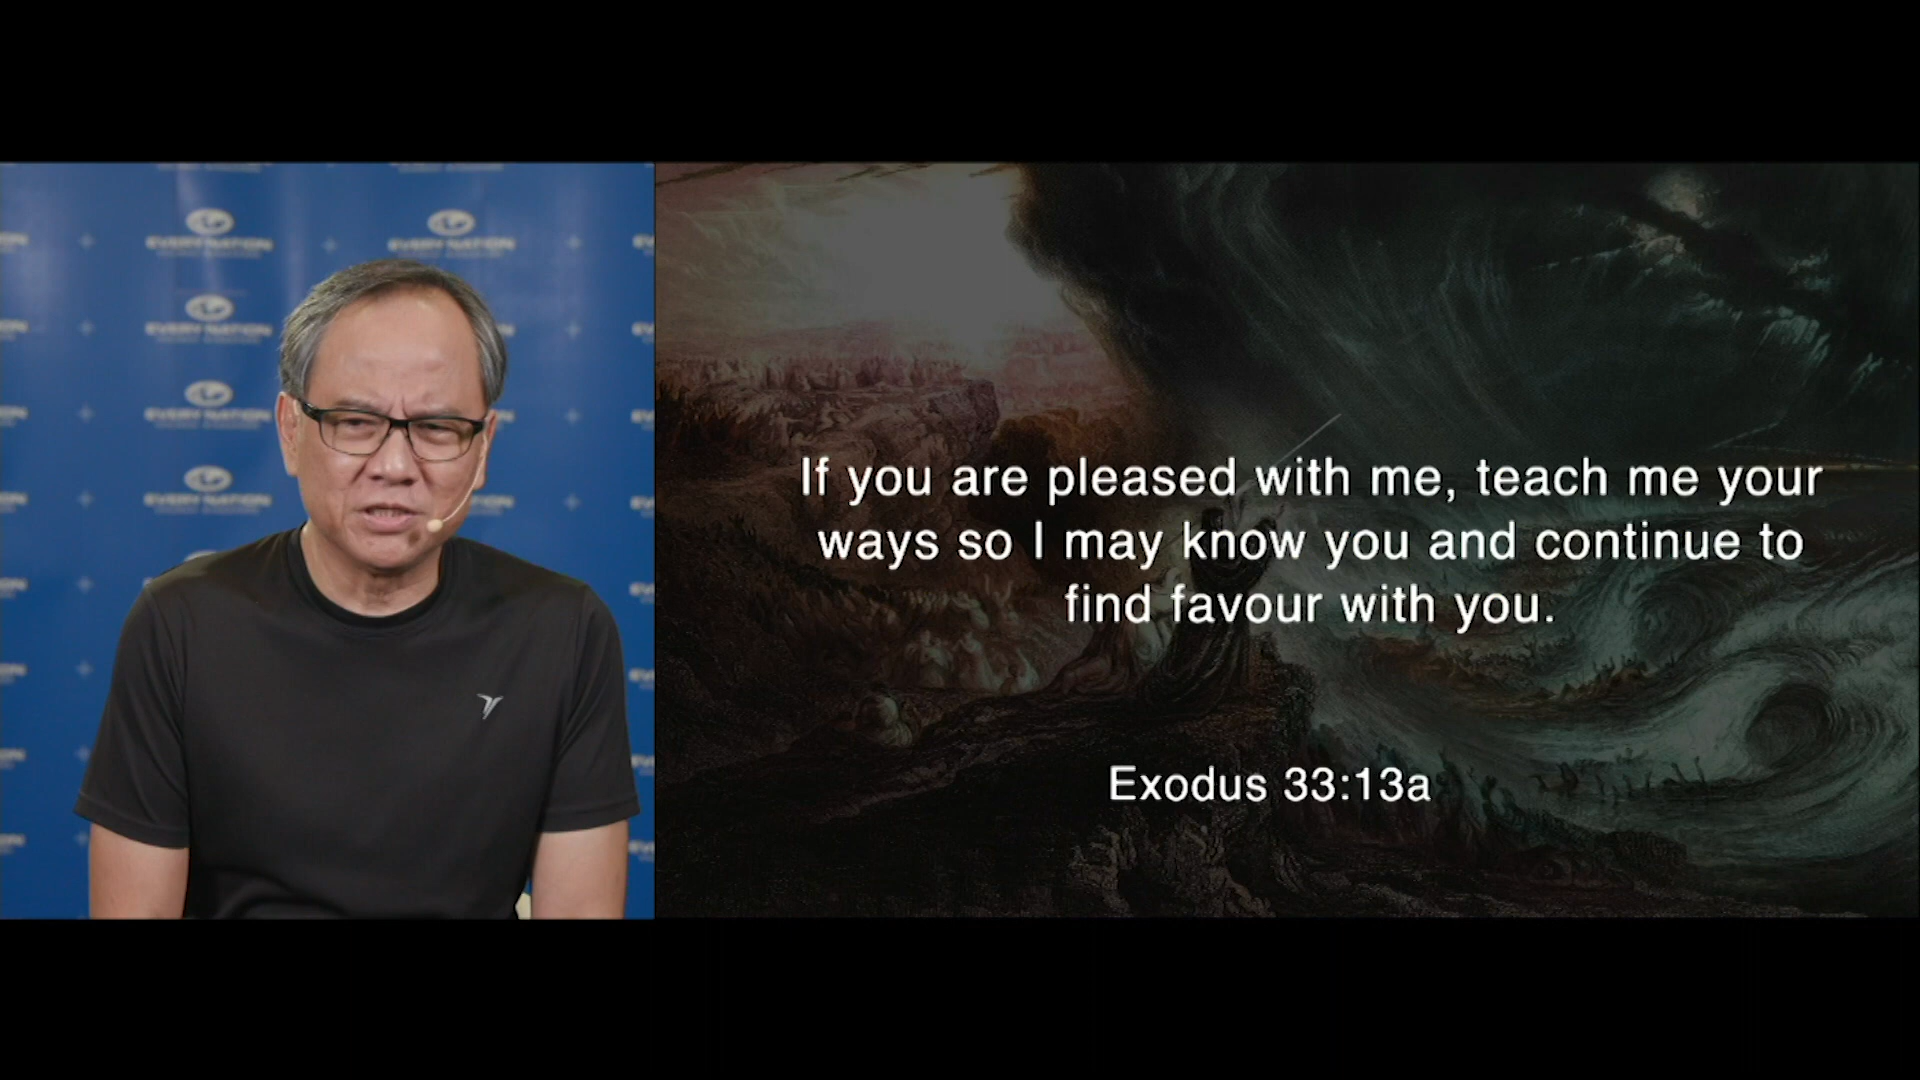 EVERY NATION
EVERY NATION
EVERY NATION
EVERY NATION
EVERY NATION
EVERY NATION
If you are pleased with me, teach me your
ways so I may know you and continue to
find favour with you.
Exodus 33:13a